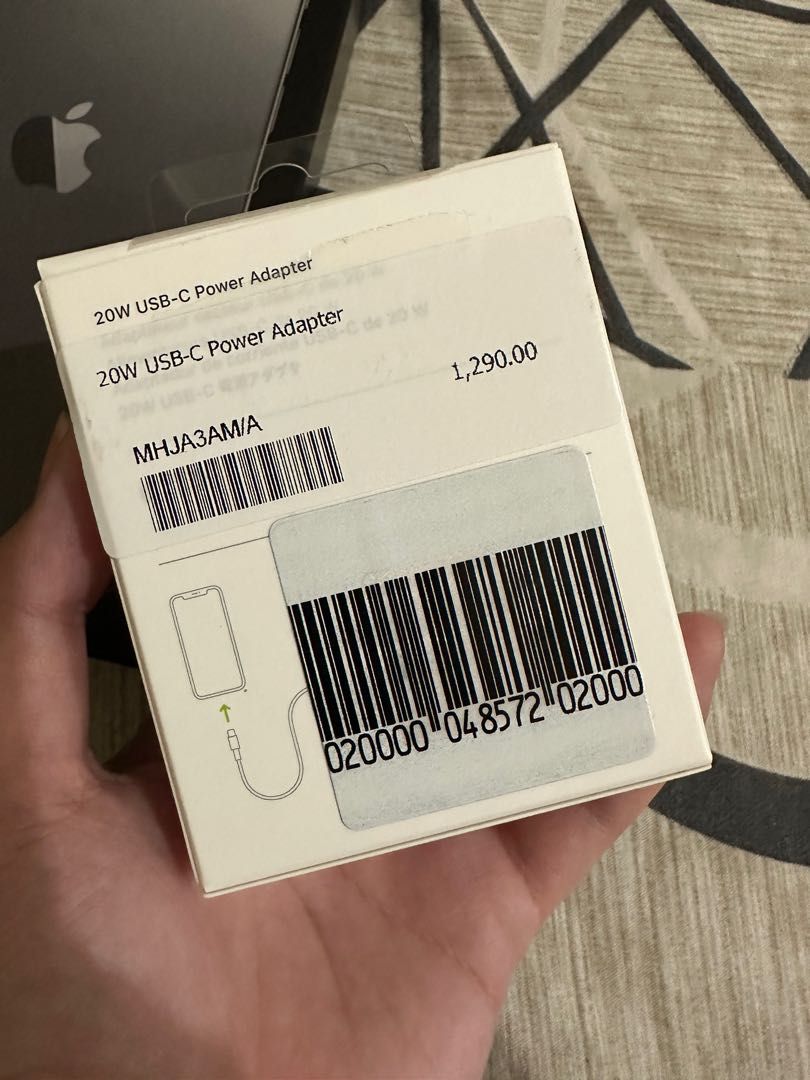 20W USB-C Power Adapter
20W USB-C Power Adapter
1,290.00
MHJA3AM/A
020000 048572 02000